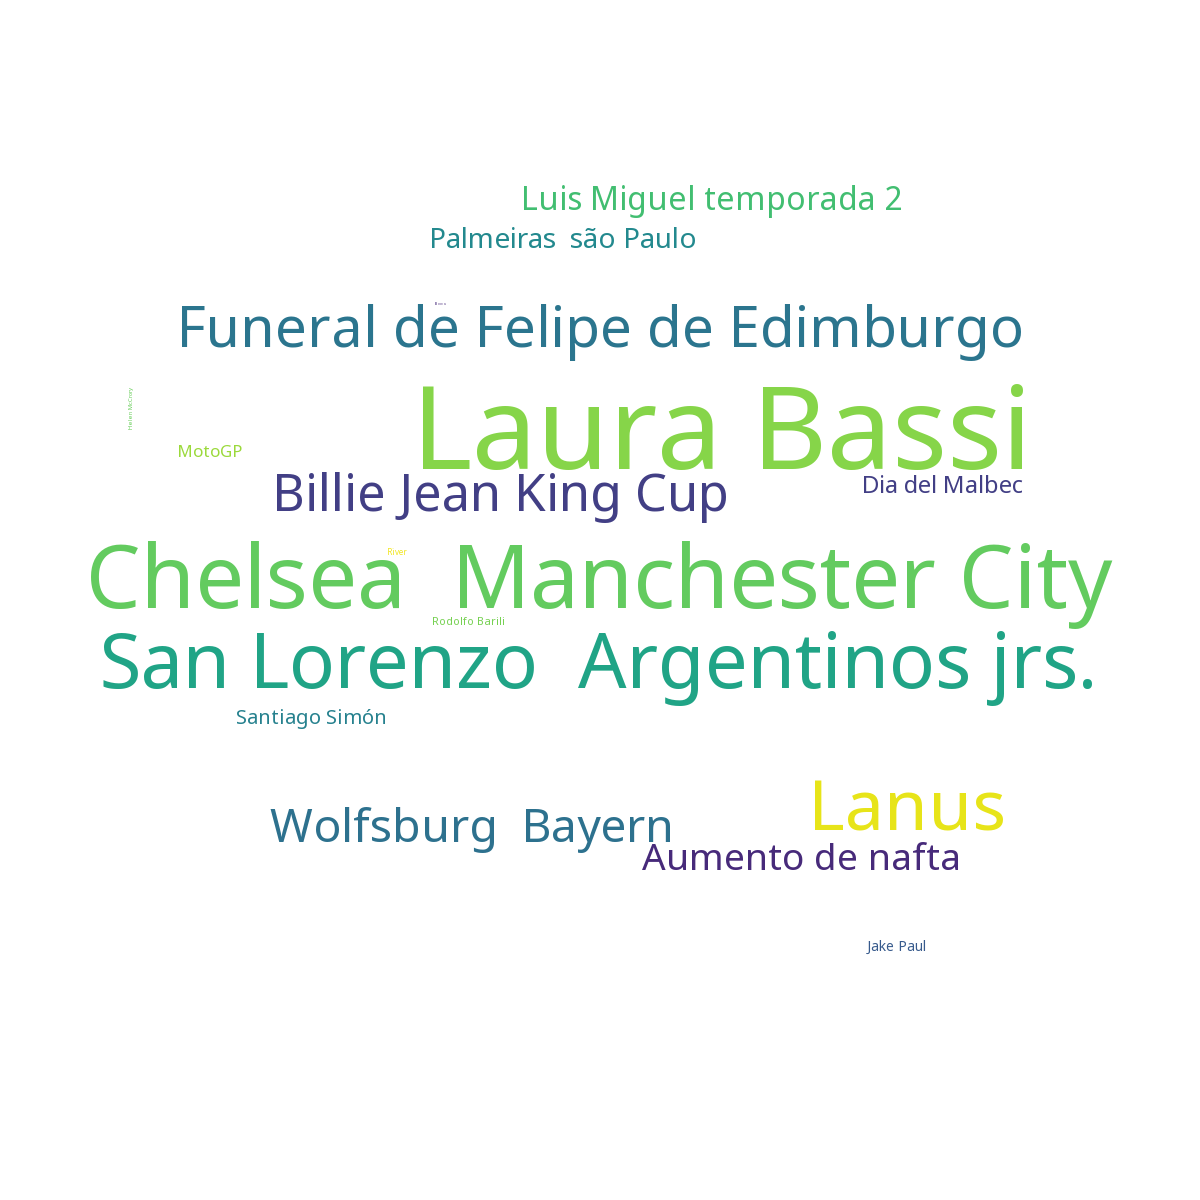 Luis Miguel temporada 2
Palmeiras são Paulo
Funeral de Felipe de Edimburgo
Laura Bassi
Helen McCrory
MotoGP
Billie Jean King Cup
Dia del Malbec
Chelsea Manchester City
River
Rodolfo Barili
San Lorenzo Argentinos jrs.
Santiago Simón
Lanus
Wolfsburg Bayern
Aumento de nafta
Jake Paul